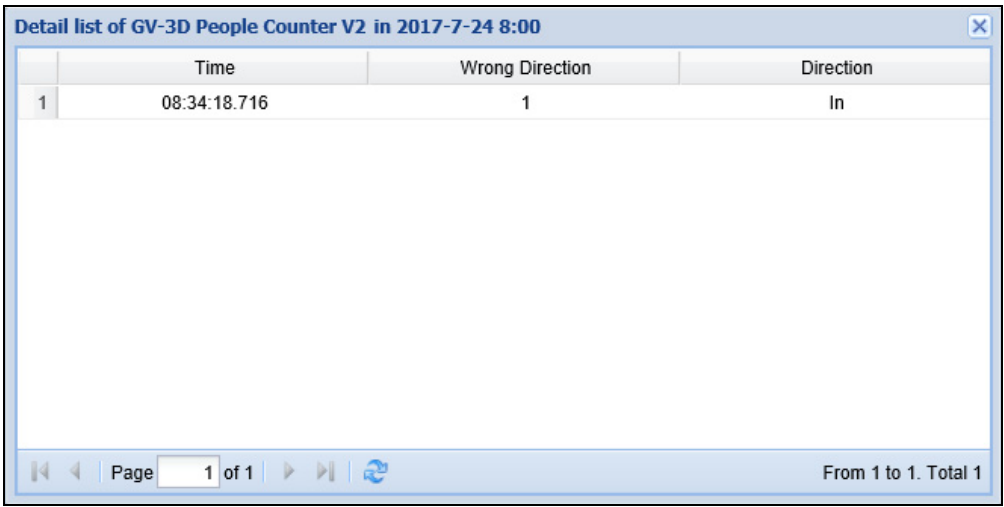 Detail list of GV-3D People Counter V2 in 2017-7-24 8:00
Time Wrong Direction Direction
1 08:34:18.716 1 In
Page 1 of 1 From 1 to 1. Total 1